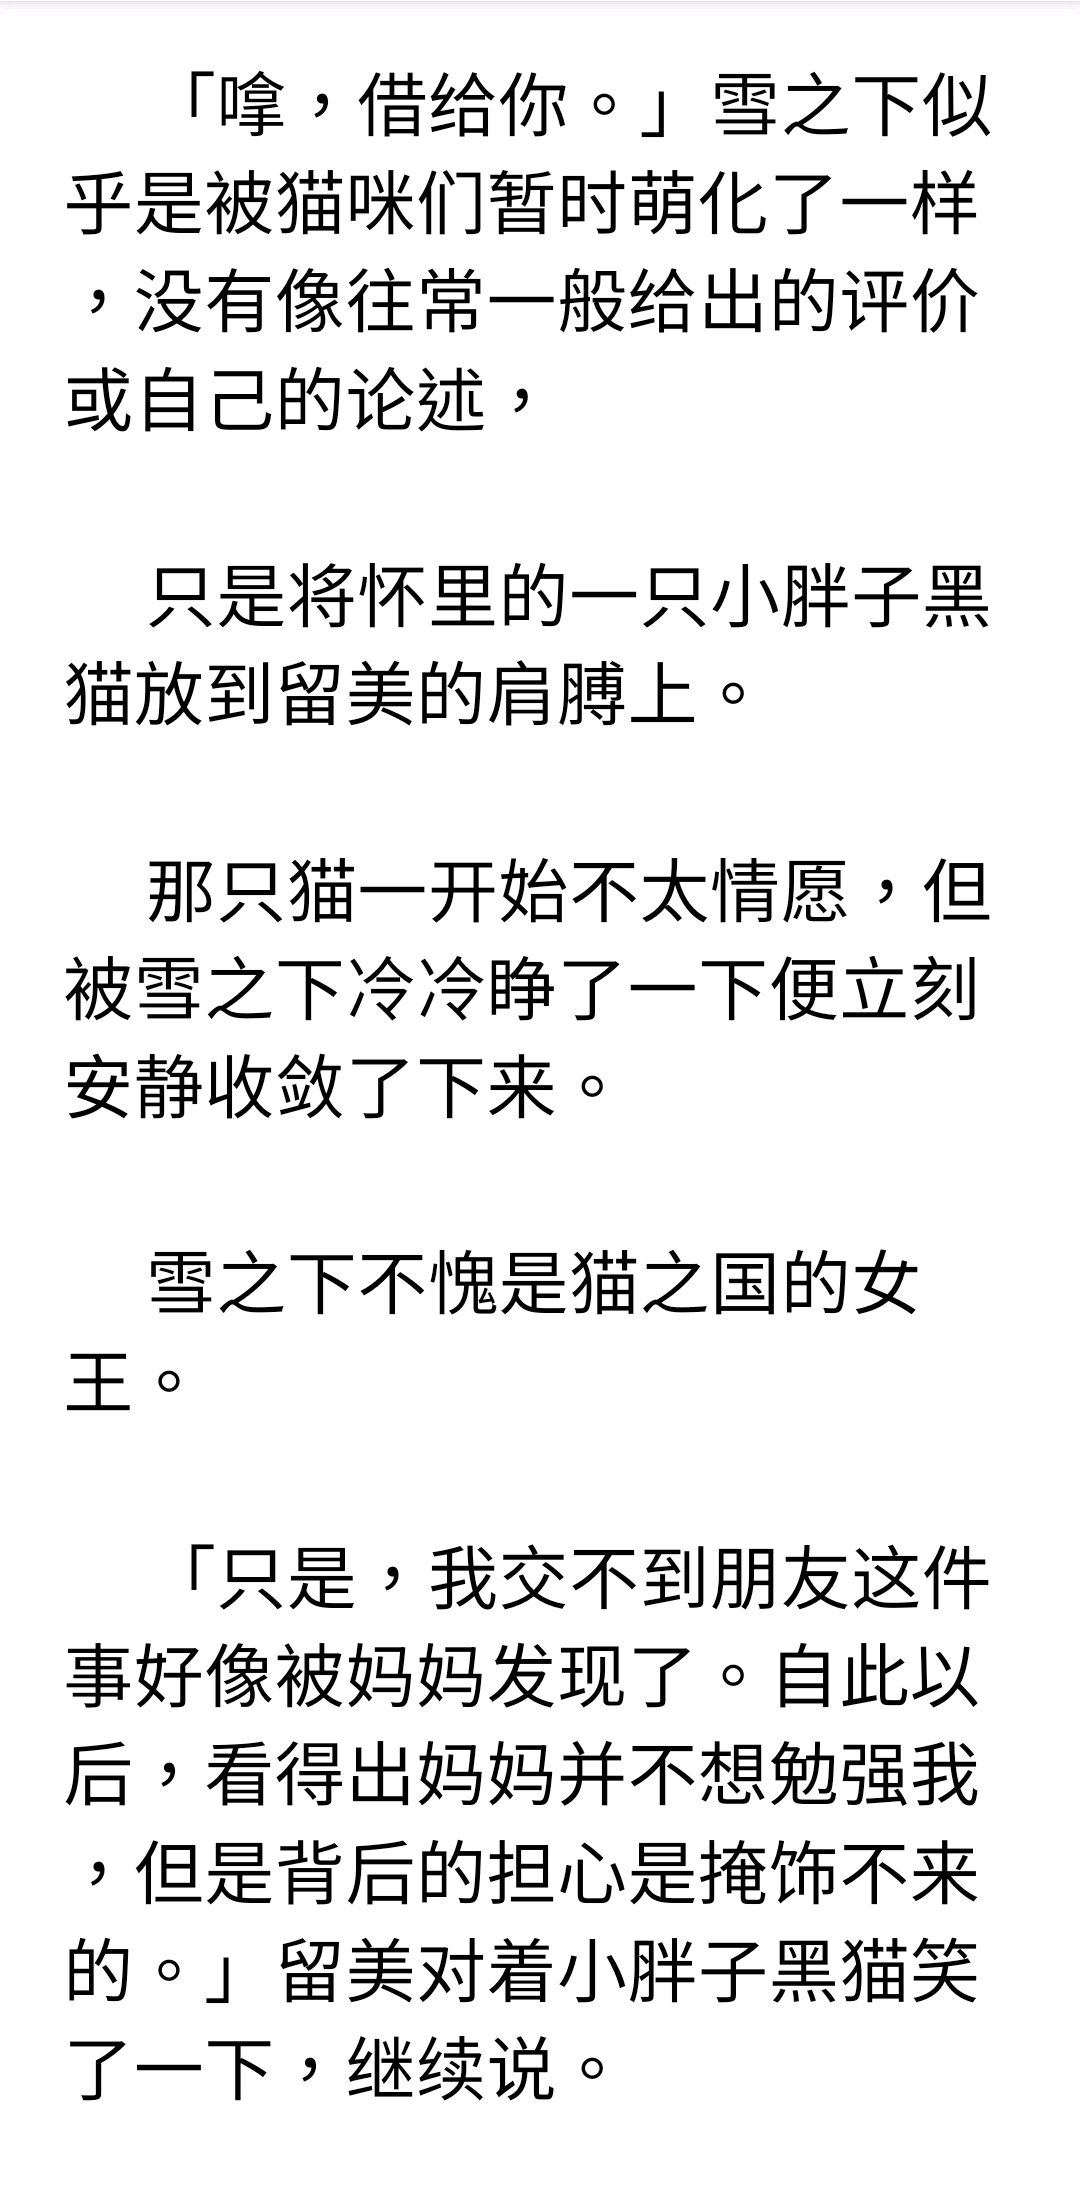 「嗱，借给你。」雪之下似
乎是被猫咪们暂时萌化了一样
，没有像往常一般给出的评价
或自己的论述，
只是将怀里的一只小胖子黑
猫放到留美的肩膊上。
那只猫一开始不太情愿，但
被雪之下冷冷睁了一下便立刻
安静收敛了下来。
雪之下不愧是猫之国的女
王。
「只是，我交不到朋友这件
事好像被妈妈发现了。自此以
后，看得出妈妈并不想勉强我
，但是背后的担心是掩饰不来
的。」留美对着小胖子黑猫笑
了一下，继续说。